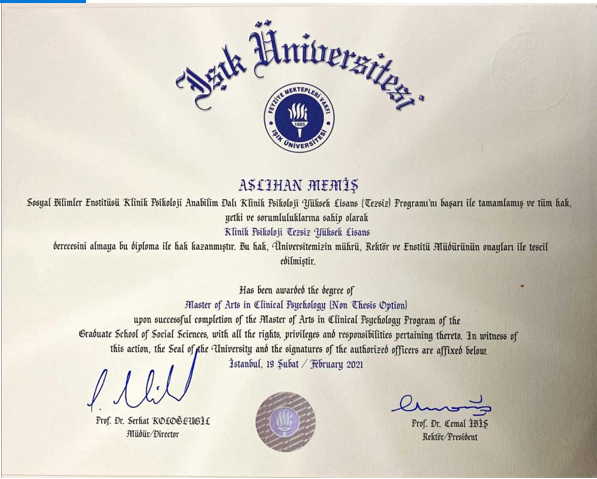 Işık Üniversitesi
FEYZİYE MEKTEPLERİ VAKFI
1885
IŞIK ÜNİVERSİTESİ
ASLIHAN MEMİŞ
Sosyal Bilimler Enstitüsü Klinik Psikoloji Anabilim Dalı Klinik Psikoloji Yüksek Lisans (Tezsiz) Programı'nı başarı ile tamamlamış ve tüm hak,
yetki ve sorumluluklarına sahip olarak
Klinik Psikoloji Tezsiz Yüksek Lisans
derecesini almaya bu diploma ile hak kazanmıştır. Bu hak, Üniversitemizin mührü, Rektör ve Enstitü Müdürünün onayları ile tescil
edilmiştir.
Has been awarded the degree of
Master of Arts in Clinical Psychology (Non Thesis Option)
upon successful completion of the Master of Arts in Clinical Psychology Program of the
Graduate School of Social Sciences, with all the rights, privileges and responsibilities pertaining thereto. In witness of
this action, the Seal of the University and the signatures of the authorized officers are affixed below.
İstanbul, 19 Şubat / February 2021
Prof. Dr. Serhat KOLOĞLUGİL
Müdür/Director
Prof. Dr. Cemal İBİŞ
Rektör/President